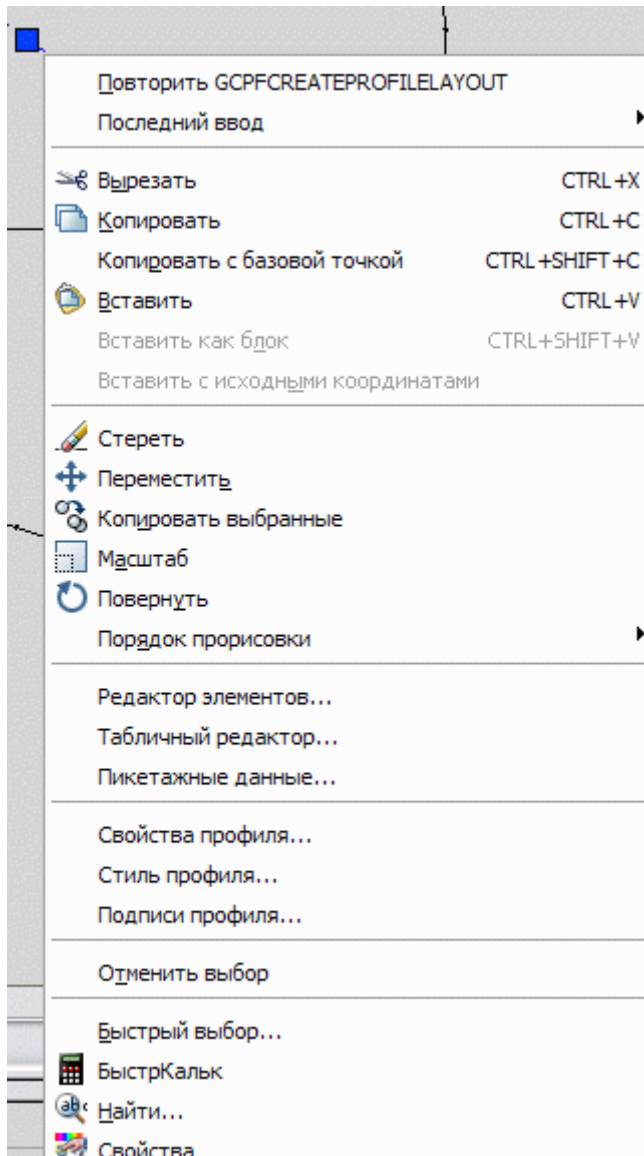 Повторить GCPFCREATEPROFILELAYOUT
Последний ввод
Вырезать CTRL+X
Копировать CTRL+C
Копировать с базовой точкой CTRL+SHIFT+C
Вставить CTRL+V
Вставить как блок CTRL+SHIFT+V
Вставить с исходными координатами
Стереть
Переместить
Копировать выбранные
Масштаб
Повернуть
Порядок прорисовки
Редактор элементов...
Табличный редактор...
Пикетажные данные...
Свойства профиля...
Стиль профиля...
Подписи профиля...
Отменить выбор
Быстрый выбор...
БыстрКальк
Найти...
Свойства